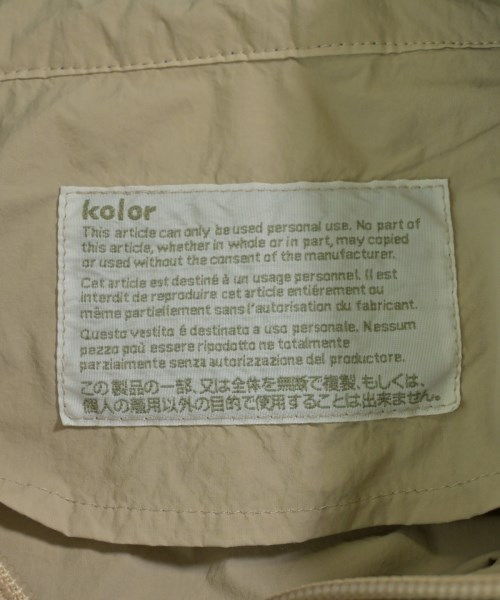 kolor
This article can only be used personal use. No part of
this article, whether in whole or in part, may copied
or used without the consent of the manufacturer.
Cet article est destiné à un usage personnel. Il est
interdit de reproduire cet article entiérement ou
même partiellement sans l'autorisation du fabricant.
Questo vestito é destinato a uso personale. Nessum
pezzo può essere ripodotto ne totalmente
parzialmente senza autorizzazione del productore.
この製品の一部、又は全体を無断で複製、もしくは、
個人の着用以外の目的で使用することは出来ません。